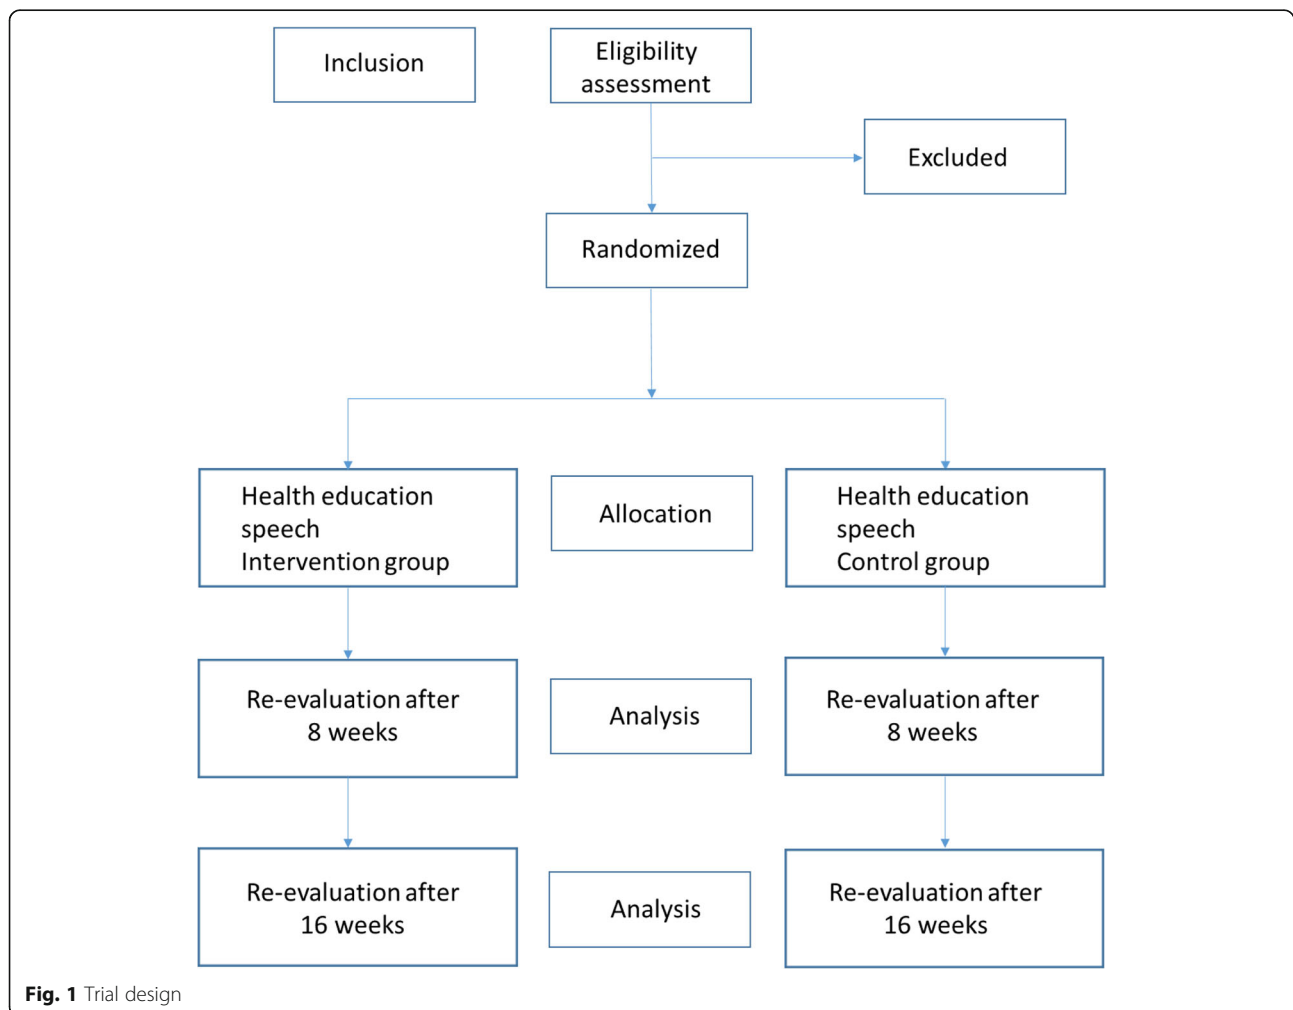 Inclusion
Eligibility
assessment
Excluded
Randomized
Health education
speech
Intervention group
Allocation
Health education
speech
Control group
Re-evaluation after
8 weeks
Analysis
Re-evaluation after
8 weeks
Re-evaluation after
16 weeks
Analysis
Re-evaluation after
16 weeks
Fig. 1 Trial design